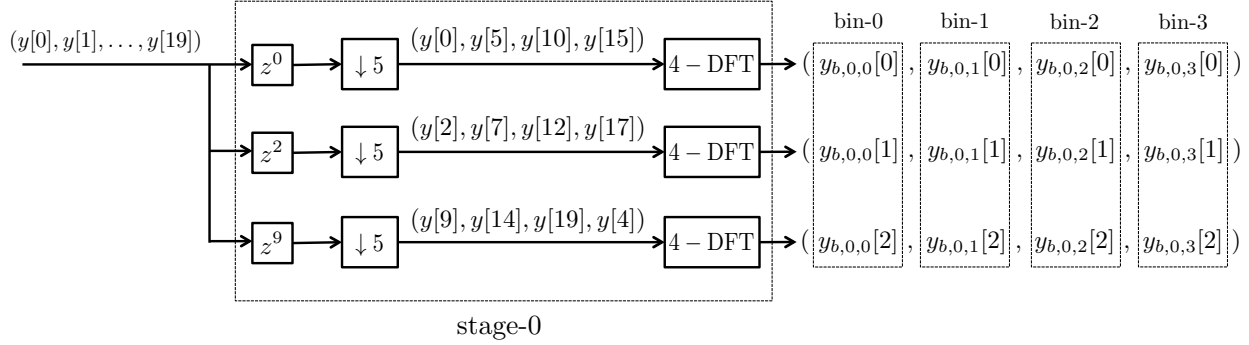 bin-0 bin-1 bin-2 bin-3
(y[0], y[1], . . . , y[19])
z^0 ↓ 5 (y[0], y[5], y[10], y[15]) 4 − DFT ( y_{b,0,0}[0] , y_{b,0,1}[0] , y_{b,0,2}[0] , y_{b,0,3}[0] )
z^2 ↓ 5 (y[2], y[7], y[12], y[17]) 4 − DFT ( y_{b,0,0}[1] , y_{b,0,1}[1] , y_{b,0,2}[1] , y_{b,0,3}[1] )
z^9 ↓ 5 (y[9], y[14], y[19], y[4]) 4 − DFT ( y_{b,0,0}[2] , y_{b,0,1}[2] , y_{b,0,2}[2] , y_{b,0,3}[2] )
stage-0